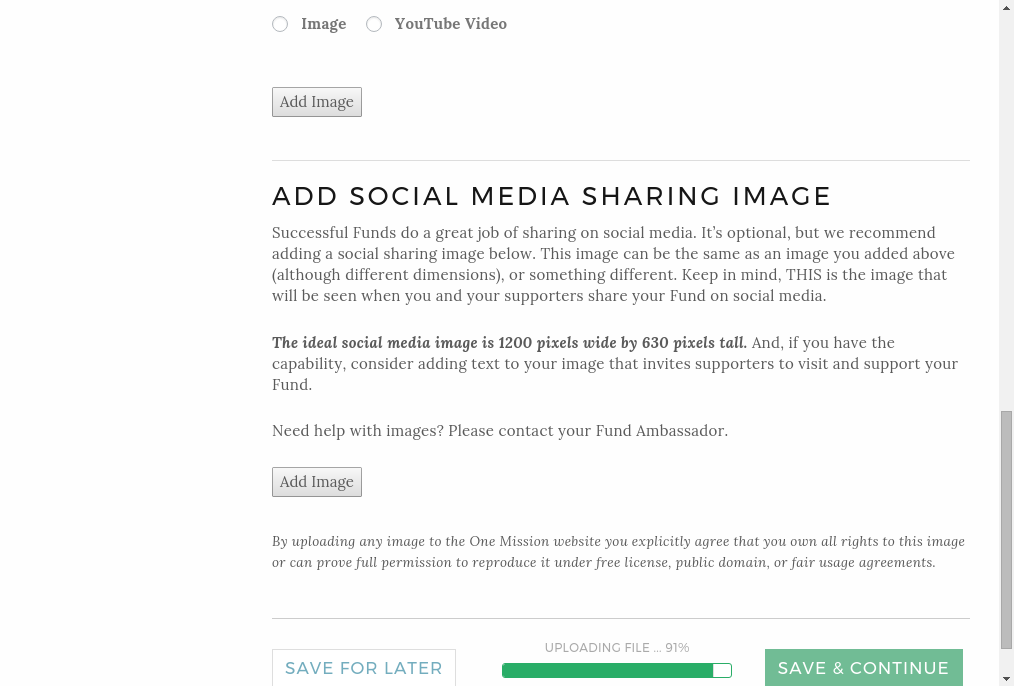 Image YouTube Video
Add Image
ADD SOCIAL MEDIA SHARING IMAGE
Successful Funds do a great job of sharing on social media. It’s optional, but we recommend
adding a social sharing image below. This image can be the same as an image you added above
(although different dimensions), or something different. Keep in mind, THIS is the image that
will be seen when you and your supporters share your Fund on social media.
The ideal social media image is 1200 pixels wide by 630 pixels tall. And, if you have the
capability, consider adding text to your image that invites supporters to visit and support your
Fund.
Need help with images? Please contact your Fund Ambassador.
Add Image
By uploading any image to the One Mission website you explicitly agree that you own all rights to this image
or can prove full permission to reproduce it under free license, public domain, or fair usage agreements.
UPLOADING FILE ... 91%
SAVE FOR LATER SAVE & CONTINUE